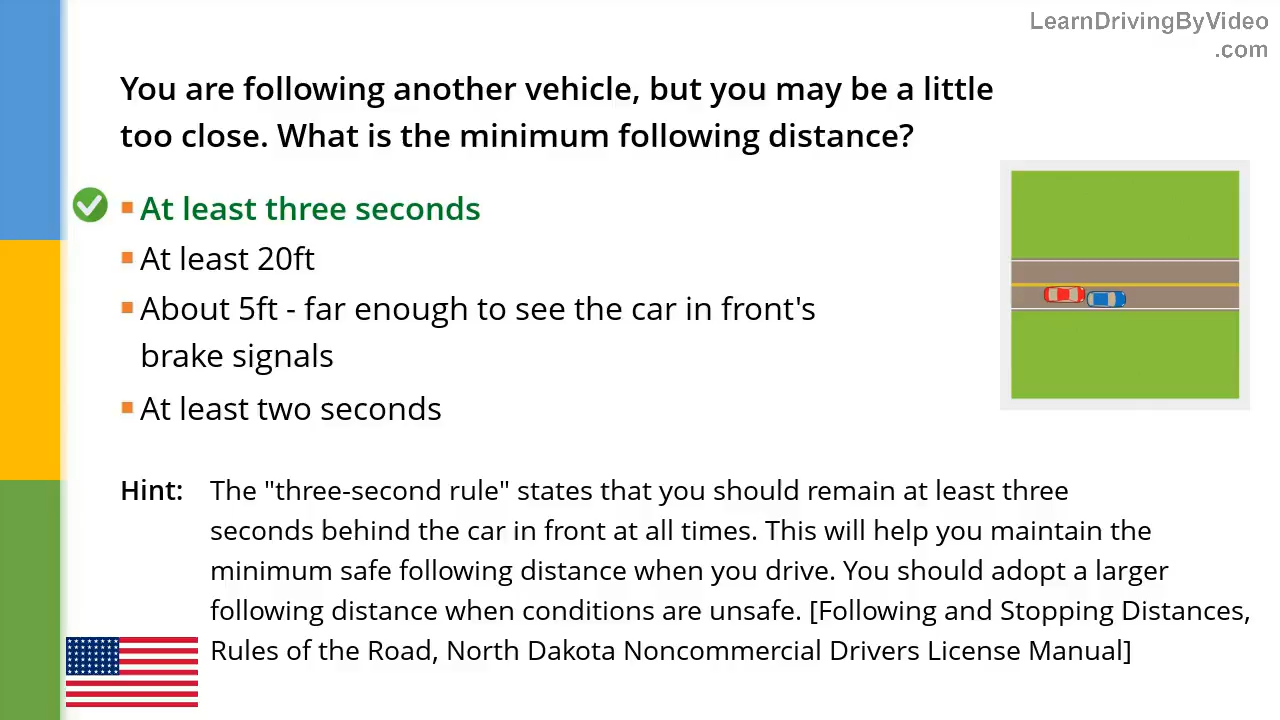 LearnDrivingByVideo
.com
You are following another vehicle, but you may be a little
too close. What is the minimum following distance?
At least three seconds
At least 20ft
About 5ft - far enough to see the car in front's
brake signals
At least two seconds
Hint: The "three-second rule" states that you should remain at least three
seconds behind the car in front at all times. This will help you maintain the
minimum safe following distance when you drive. You should adopt a larger
following distance when conditions are unsafe. [Following and Stopping Distances,
Rules of the Road, North Dakota Noncommercial Drivers License Manual]